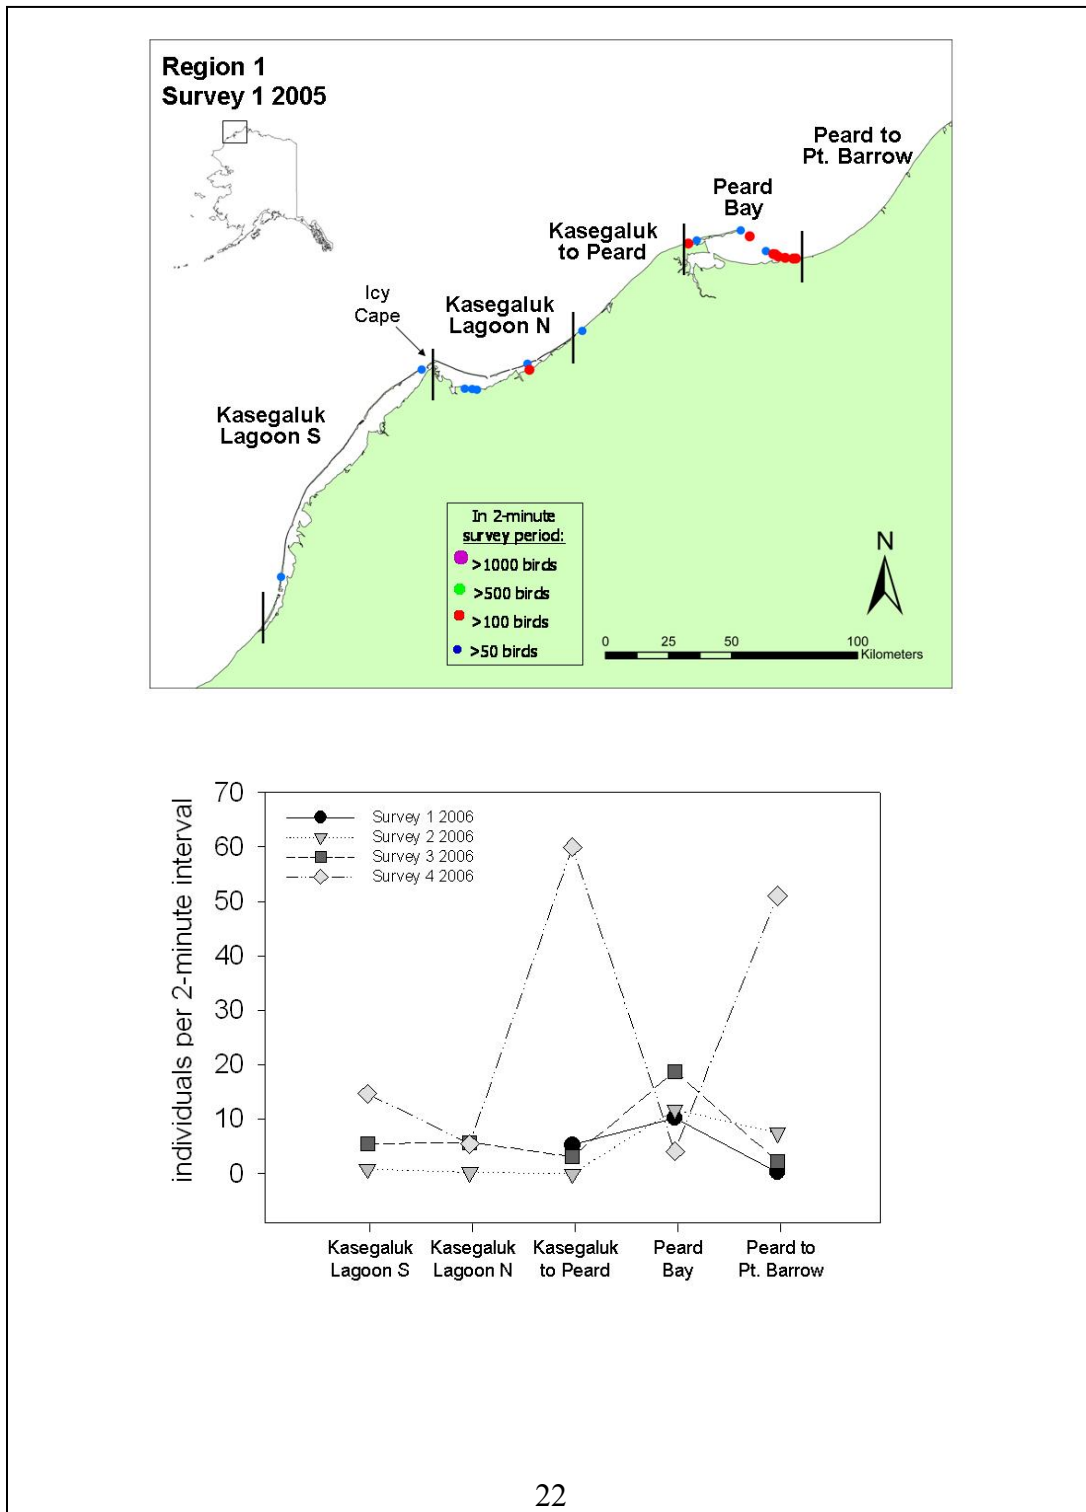 Region 1
Survey 1 2005
Peard to
Pt. Barrow
Peard
Bay
Kasegaluk
to Peard
Icy
Cape
Kasegaluk
Lagoon N
Kasegaluk
Lagoon S
In 2-minute
survey period:
>1000 birds
>500 birds
>100 birds
>50 birds
N
0 25 50 100
Kilometers
individuals per 2-minute interval
70
60
50
40
30
20
10
0
Survey 1 2006
Survey 2 2006
Survey 3 2006
Survey 4 2006
Kasegaluk Kasegaluk Kasegaluk Peard Peard to
Lagoon S Lagoon N to Peard Bay Pt. Barrow
22